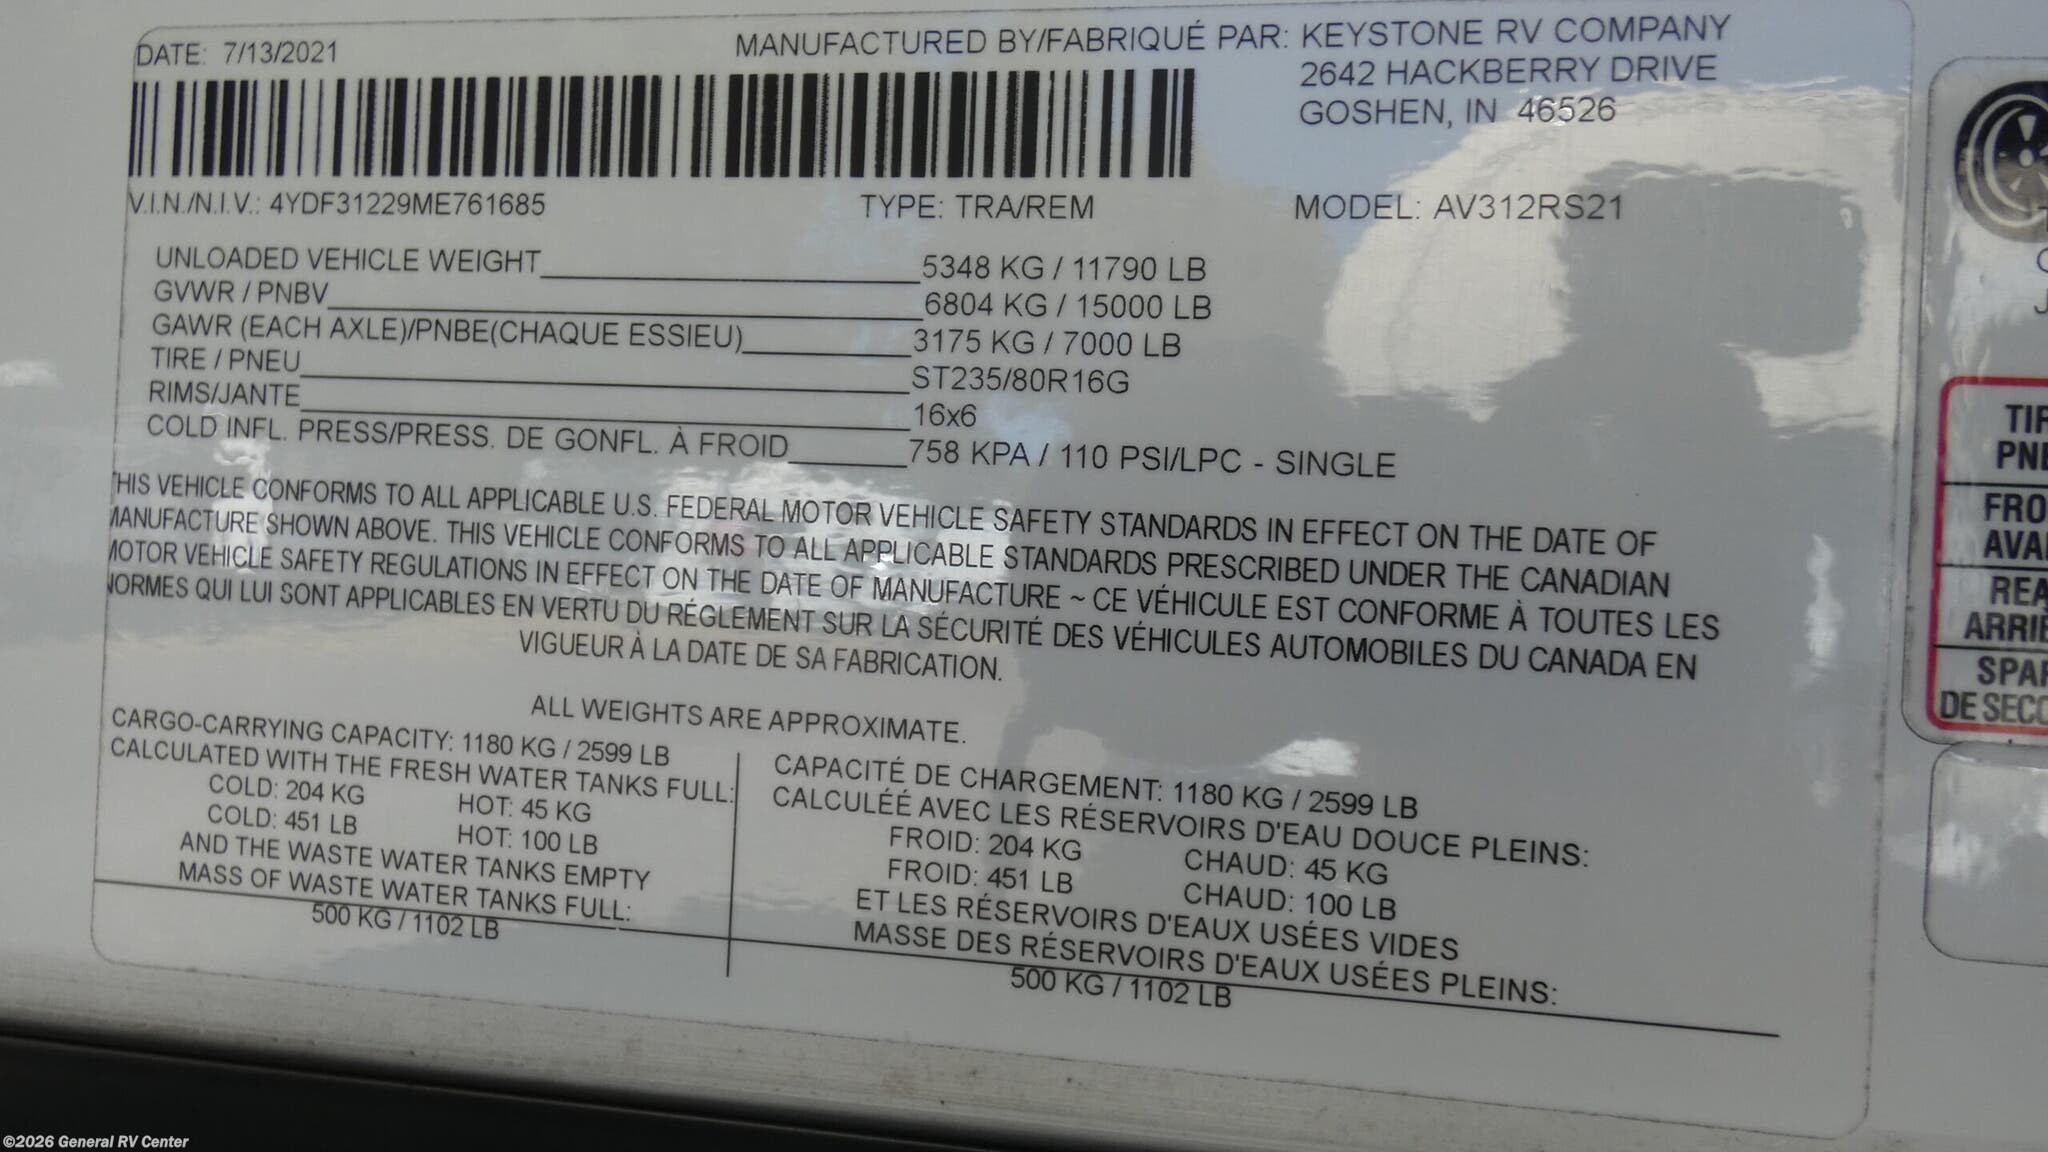 DATE: 7/13/2021
MANUFACTURED BY/FABRIQUÉ PAR: KEYSTONE RV COMPANY
2642 HACKBERRY DRIVE
GOSHEN, IN 46526
V.I.N./N.I.V.: 4YDF31229ME761685 TYPE: TRA/REM MODEL: AV312RS21
UNLOADED VEHICLE WEIGHT 5348 KG / 11790 LB
GVWR / PNBV 6804 KG / 15000 LB
GAWR (EACH AXLE)/PNBE(CHAQUE ESSIEU) 3175 KG / 7000 LB
TIRE / PNEU ST235/80R16G
RIMS/JANTE 16x6
COLD INFL. PRESS/PRESS. DE GONFL. À FROID 758 KPA / 110 PSI/LPC - SINGLE
THIS VEHICLE CONFORMS TO ALL APPLICABLE U.S. FEDERAL MOTOR VEHICLE SAFETY STANDARDS IN EFFECT ON THE DATE OF
MANUFACTURE SHOWN ABOVE. THIS VEHICLE CONFORMS TO ALL APPLICABLE STANDARDS PRESCRIBED UNDER THE CANADIAN
MOTOR VEHICLE SAFETY REGULATIONS IN EFFECT ON THE DATE OF MANUFACTURE ~ CE VÉHICULE EST CONFORME À TOUTES LES
NORMES QUI LUI SONT APPLICABLES EN VERTU DU RÉGLEMENT SUR LA SÉCURITÉ DES VÉHICULES AUTOMOBILES DU CANADA EN
VIGUEUR À LA DATE DE SA FABRICATION.
ALL WEIGHTS ARE APPROXIMATE.
CARGO-CARRYING CAPACITY: 1180 KG / 2599 LB
CALCULATED WITH THE FRESH WATER TANKS FULL:
COLD: 204 KG HOT: 45 KG
COLD: 451 LB HOT: 100 LB
AND THE WASTE WATER TANKS EMPTY
MASS OF WASTE WATER TANKS FULL:
500 KG / 1102 LB
CAPACITÉ DE CHARGEMENT: 1180 KG / 2599 LB
CALCULÉÉ AVEC LES RÉSERVOIRS D'EAU DOUCE PLEINS:
FROID: 204 KG CHAUD: 45 KG
FROID: 451 LB CHAUD: 100 LB
ET LES RÉSERVOIRS D'EAUX USÉES VIDES
MASSE DES RÉSERVOIRS D'EAUX USÉES PLEINS:
500 KG / 1102 LB
TIR
PNE
FRO
AVA
REA
ARRIÈ
SPAR
DE SECO
©2026 General RV Center